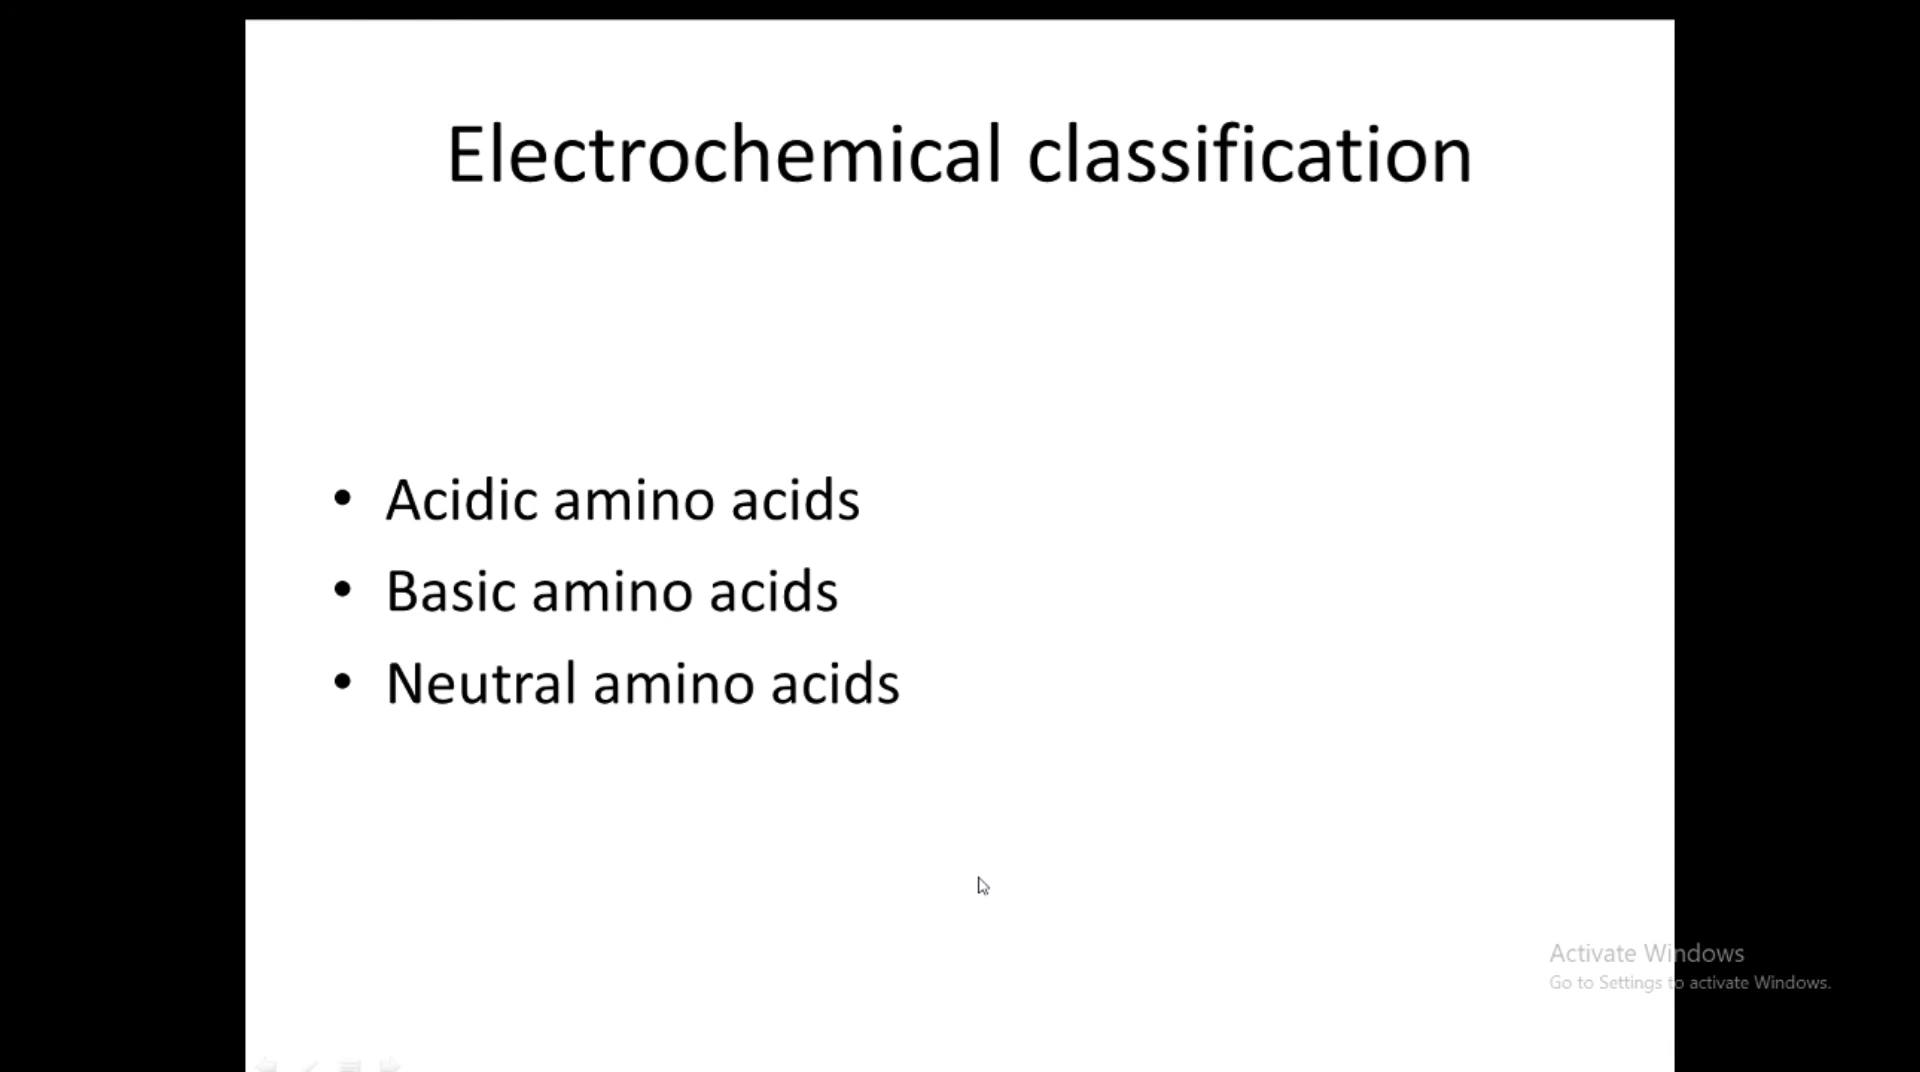 Electrochemical classification
• Acidic amino acids
• Basic amino acids
• Neutral amino acids
Activate Windows
Go to Settings to activate Windows.